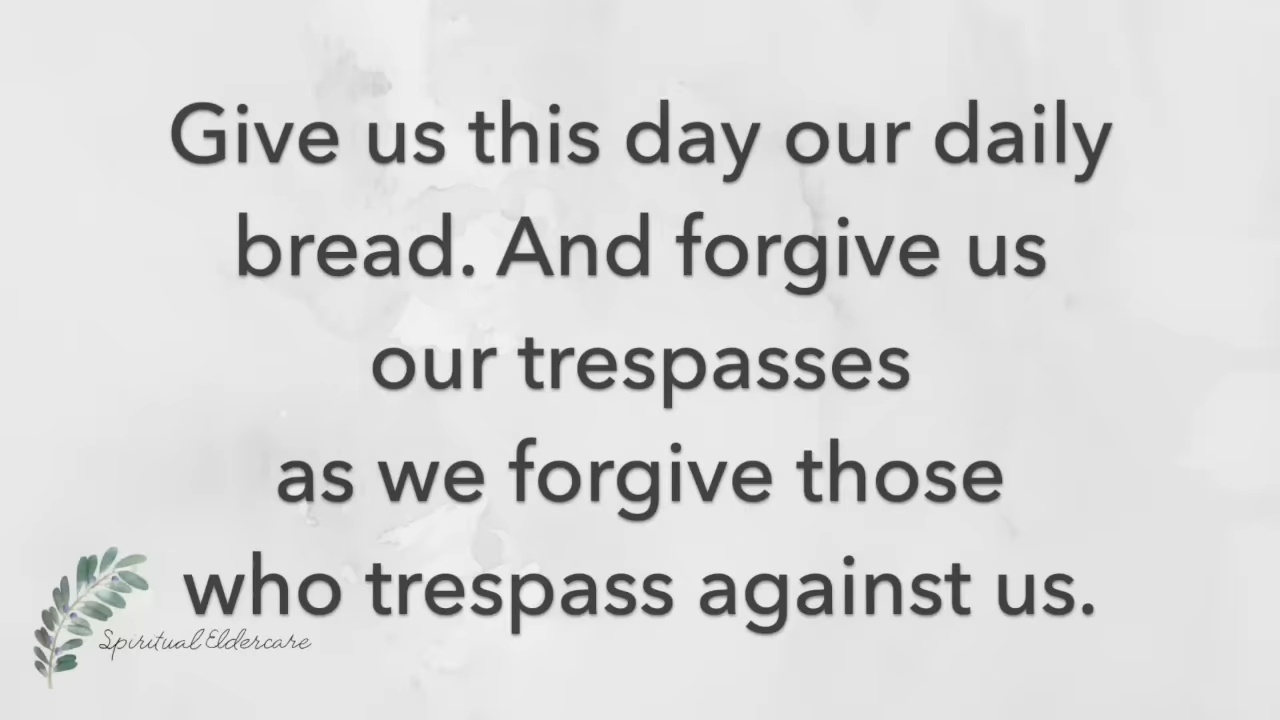 Give us this day our daily
bread. And forgive us
our trespasses
as we forgive those
who trespass against us.
Spiritual Eldercare